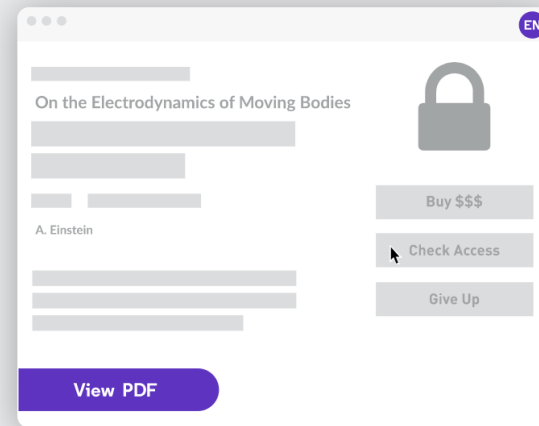 EN
On the Electrodynamics of Moving Bodies
A. Einstein
Buy $$$
Check Access
Give Up
View PDF